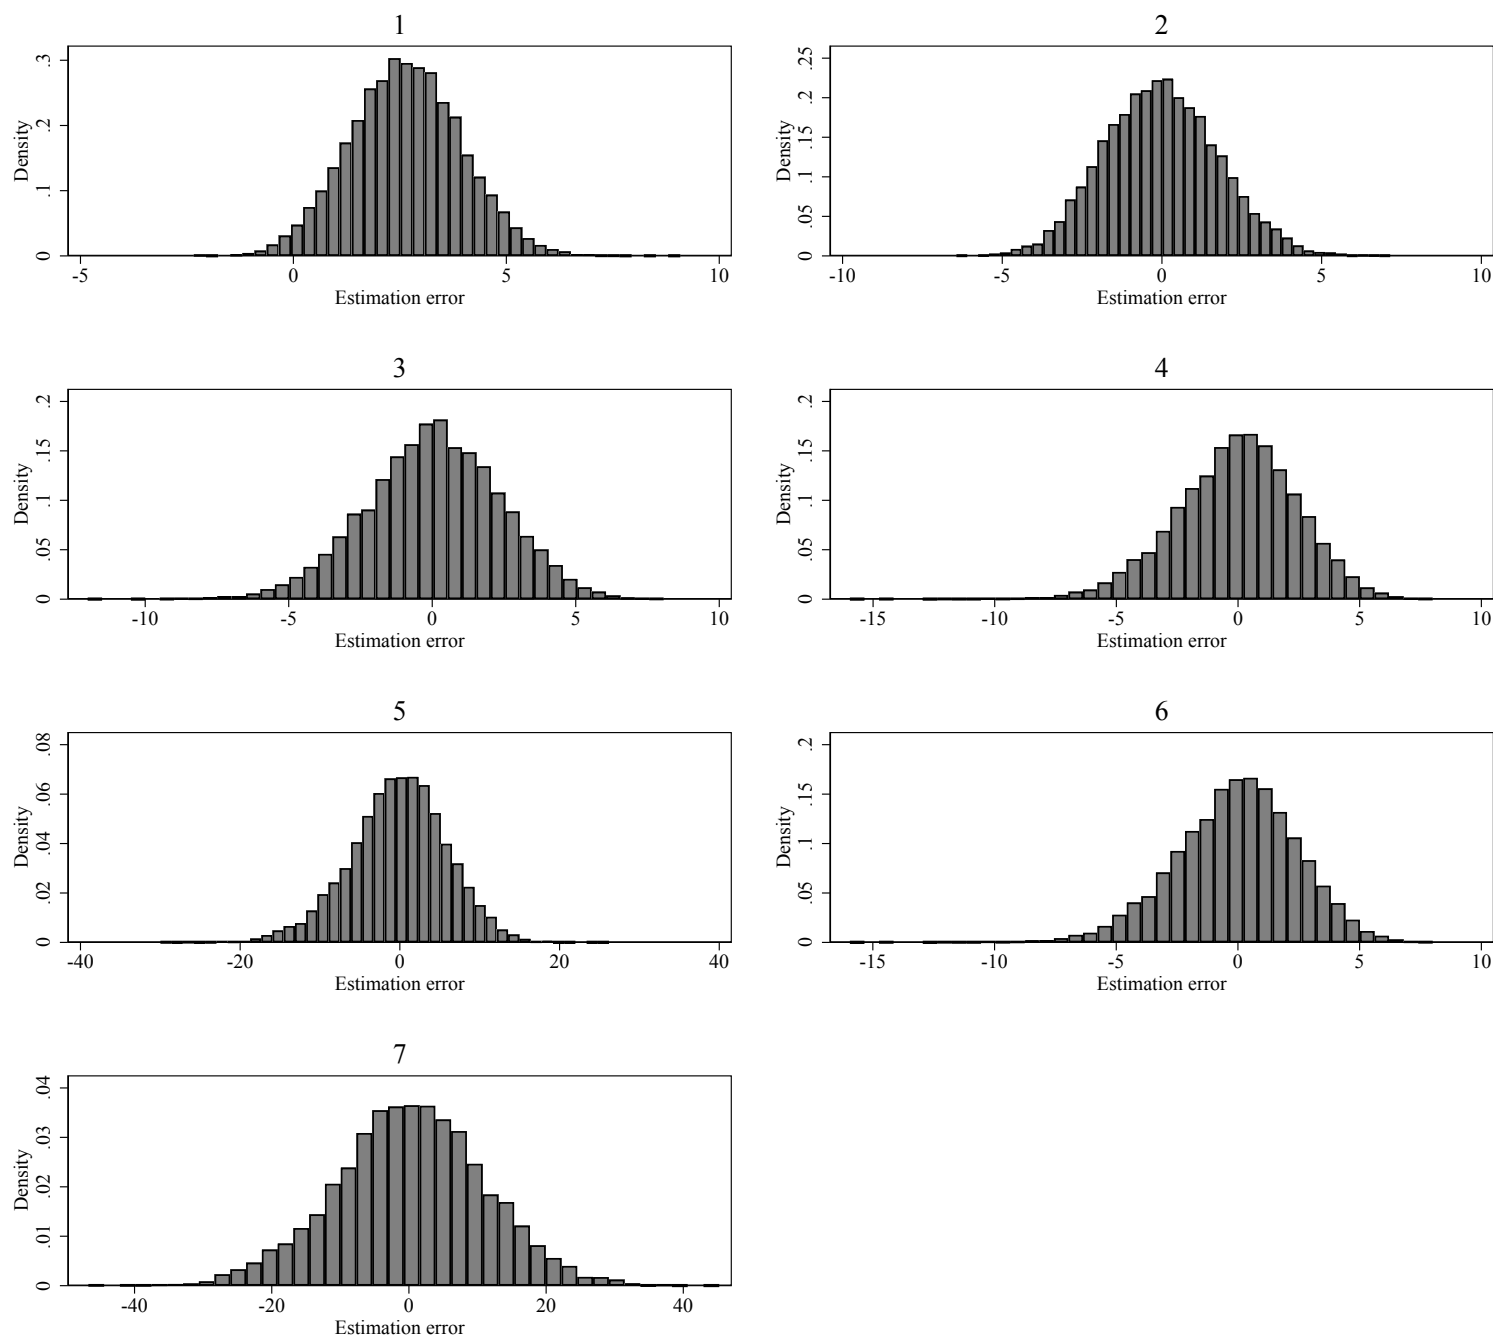 1
Density
0 .1 .2 .3
-5 0 5 10
Estimation error
2
Density
0 .05 .1 .15 .2 .25
-10 -5 0 5 10
Estimation error
3
Density
0 .05 .1 .15 .2
-10 -5 0 5 10
Estimation error
4
Density
0 .05 .1 .15 .2
-15 -10 -5 0 5 10
Estimation error
5
Density
0 .02 .04 .06 .08
-40 -20 0 20 40
Estimation error
6
Density
0 .05 .1 .15 .2
-15 -10 -5 0 5 10
Estimation error
7
Density
0 .01 .02 .03 .04
-40 -20 0 20 40
Estimation error